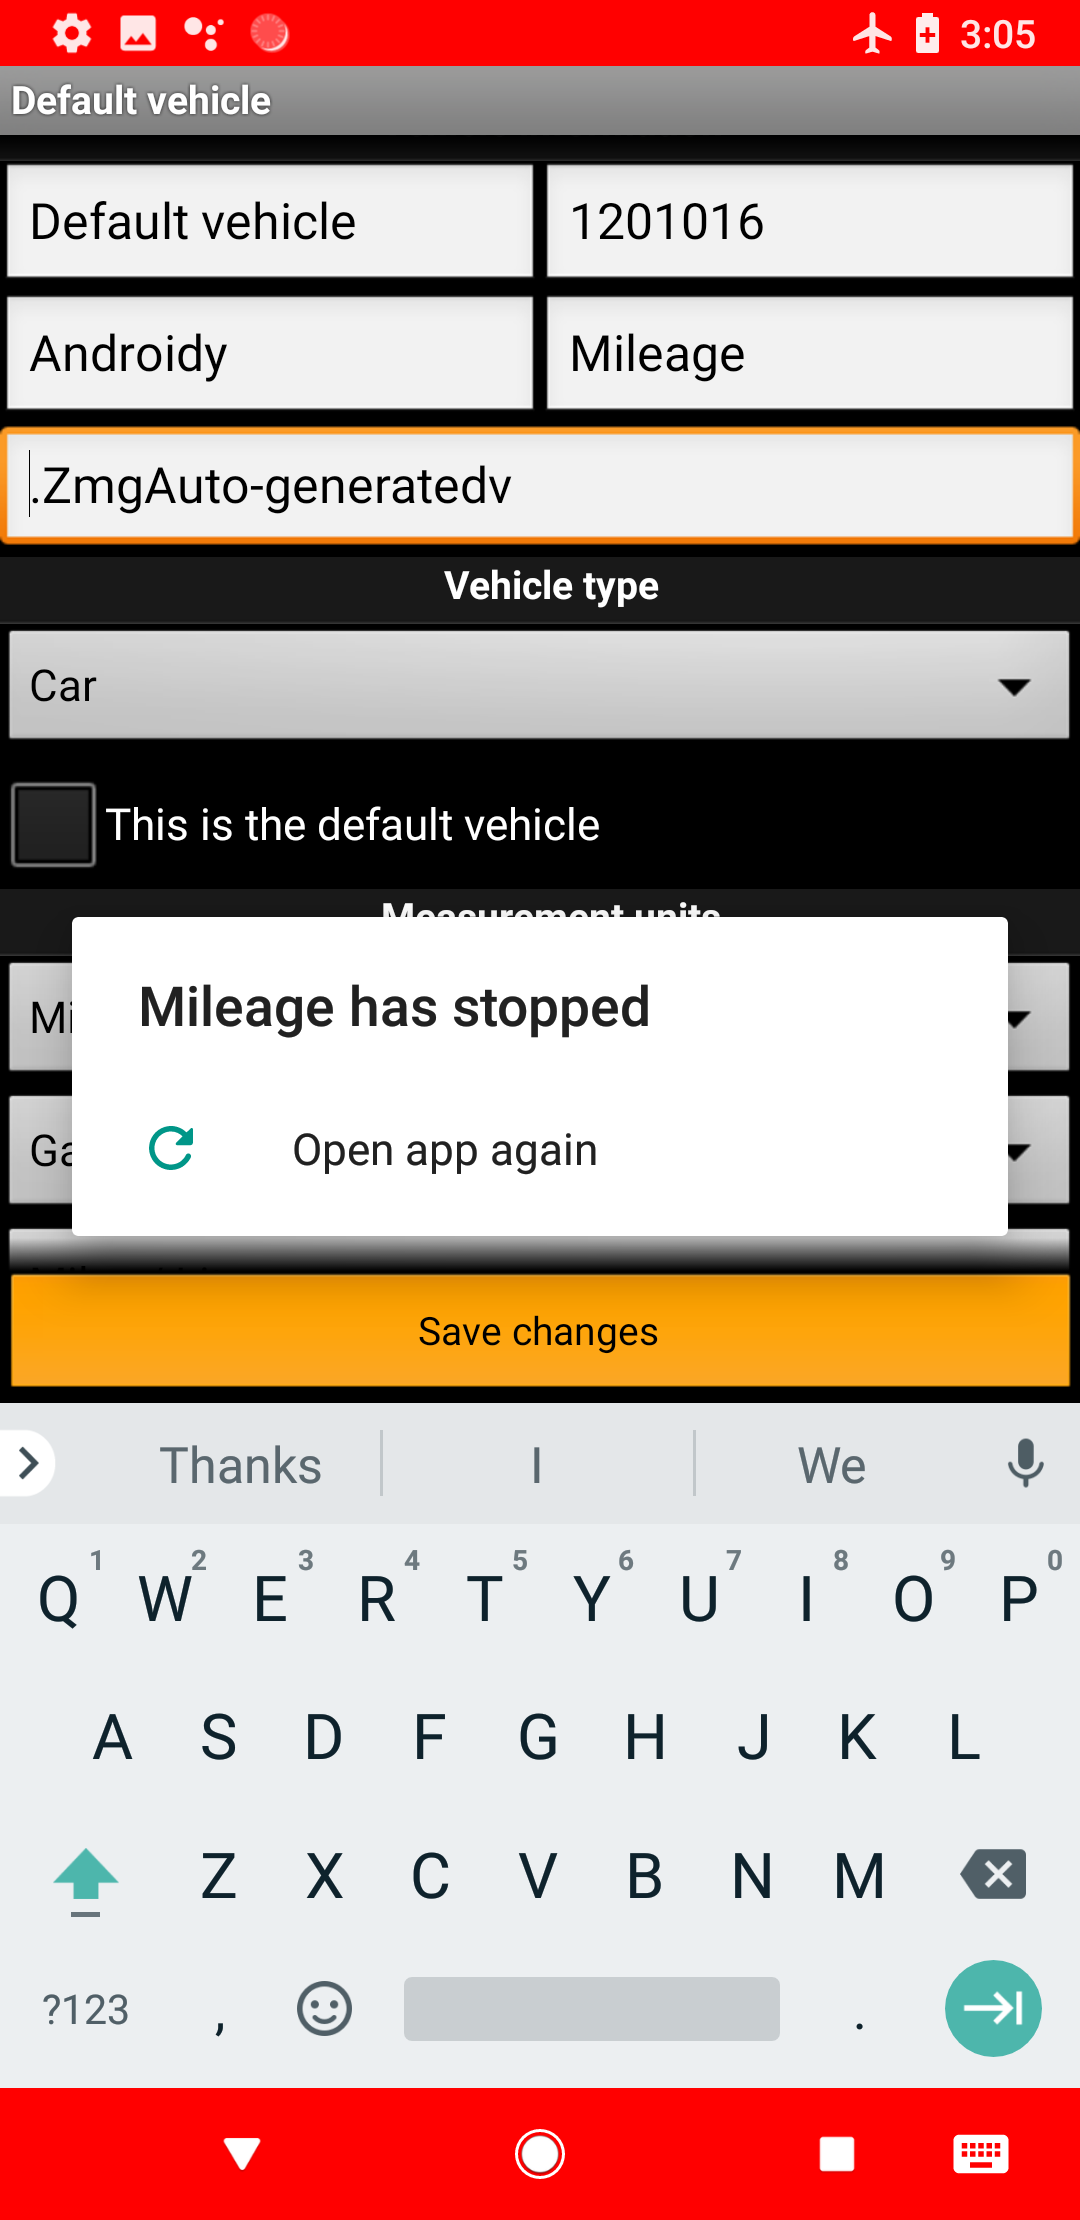 3:05
Default vehicle
Default vehicle 1201016
Androidy Mileage
.ZmgAuto-generatedv
Vehicle type
Car
This is the default vehicle
Measurement units
Mi
Ga
Mileage has stopped
Open app again
Save changes
Thanks I We
1 2 3 4 5 6 7 8 9 0
Q W E R T Y U I O P
A S D F G H J K L
Z X C V B N M
?123 , .